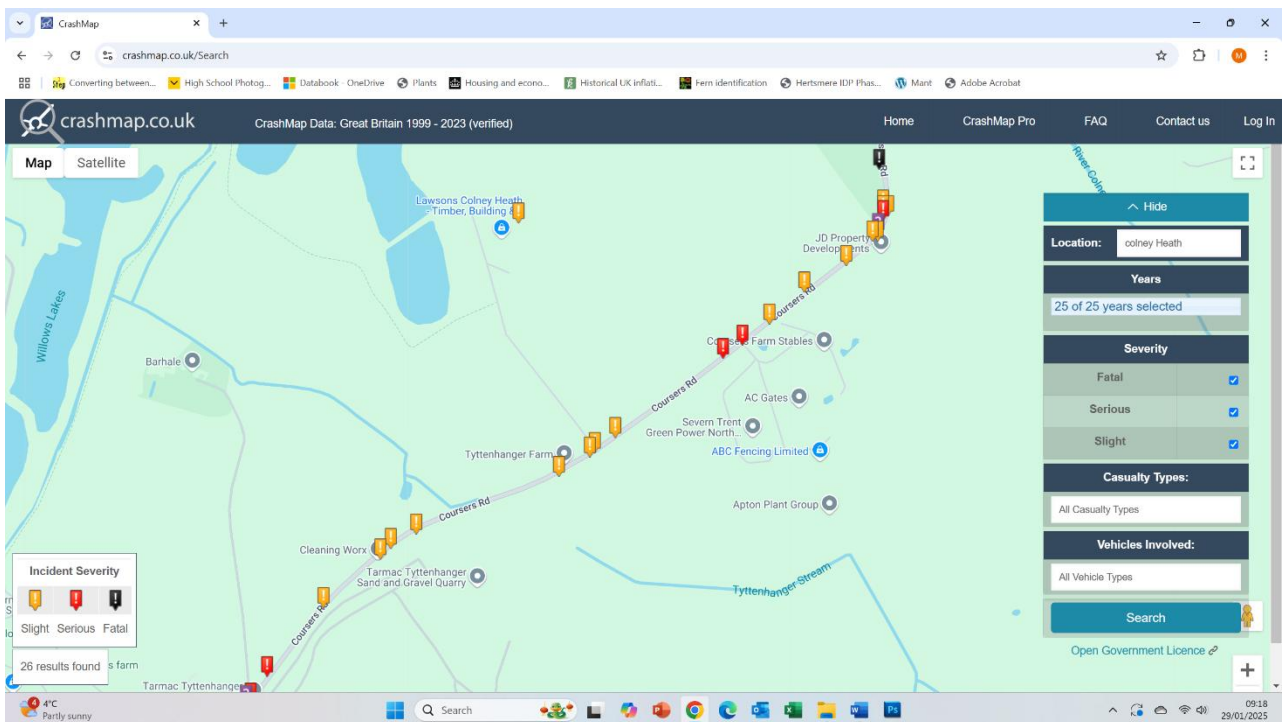 CrashMap
crashmap.co.uk/Search
Converting between...
High School Photog...
Databook - OneDrive
Plants
Housing and econo...
Historical UK inflati...
Fern identification
Hertsmere IDP Phas...
Mant
Adobe Acrobat
crashmap.co.uk
CrashMap Data: Great Britain 1999 - 2023 (verified)
Home
CrashMap Pro
FAQ
Contact us
Log In
Map
Satellite
River Colne
Hide
Lawsons Colney Heath
- Timber, Building &
Location:
colney Heath
JD Property
Developments
Years
25 of 25 years selected
Willows Lakes
Coursers Rd
Severity
Coursers Farm Stables
Barhale
Fatal
Coursers Rd
AC Gates
Serious
Severn Trent
Green Power North...
Slight
Tyttenhanger Farm
ABC Fencing Limited
Casualty Types:
Coursers Rd
Apton Plant Group
All Casualty Types
Cleaning Worx
Vehicles Involved:
Incident Severity
Tarmac Tyttenhanger
Sand and Gravel Quarry
All Vehicle Types
Tyttenhanger Stream
Slight
Serious
Fatal
Coursers Rd
Search
Open Government Licence
26 results found
s farm
Tarmac Tyttenhanger
4
4°C
Partly sunny
Search
09:18
29/01/2025